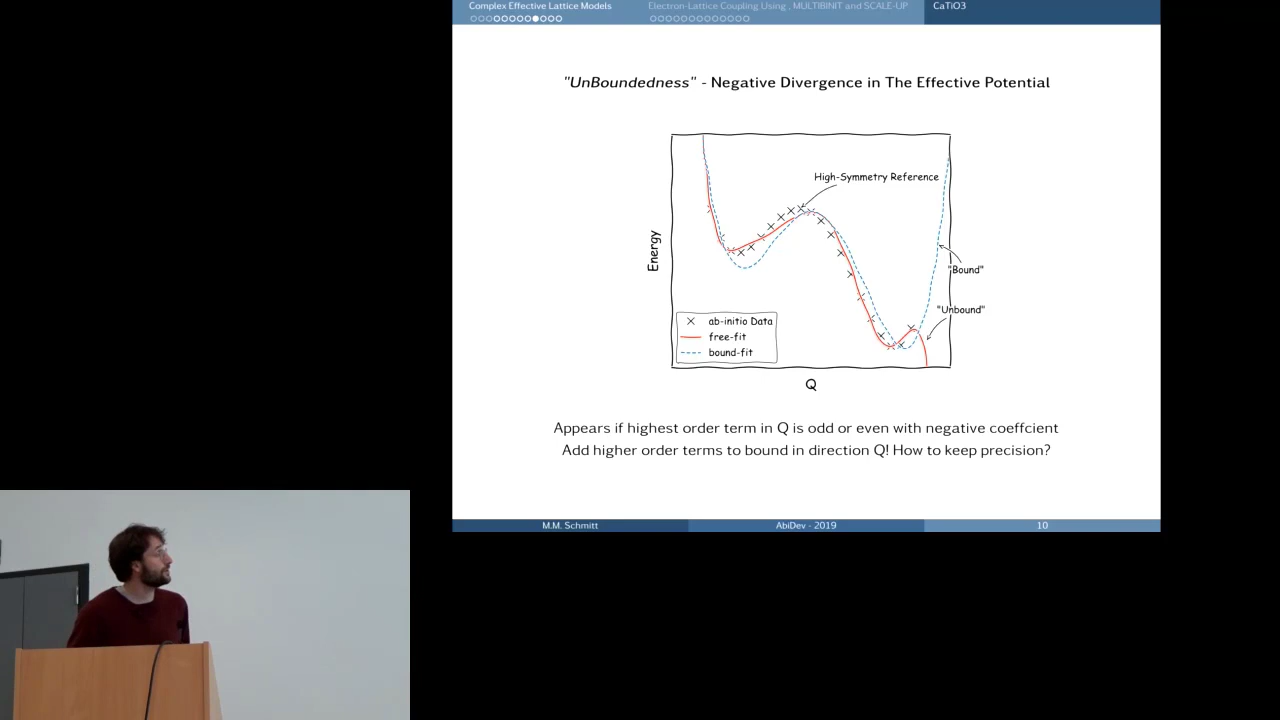 Complex Effective Lattice Models
Electron-Lattice Coupling Using , MULTIBINIT and SCALE-UP
CaTiO3
"UnBoundedness" - Negative Divergence in The Effective Potential
High-Symmetry Reference
Energy
"Bound"
"Unbound"
ab-initio Data
free-fit
bound-fit
Q
Appears if highest order term in Q is odd or even with negative coeffcient
Add higher order terms to bound in direction Q! How to keep precision?
M.M. Schmitt
AbiDev - 2019
10